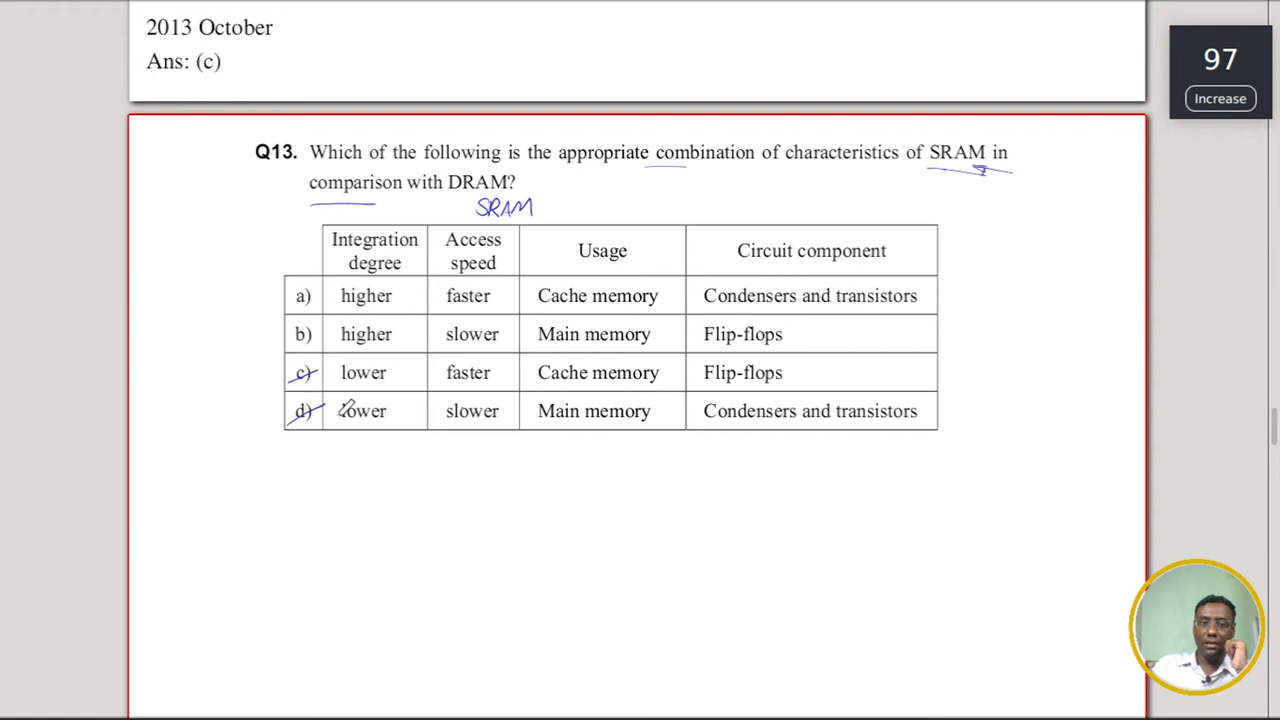 2013 October
Ans: (c)
97
Increase
Q13. Which of the following is the appropriate combination of characteristics of SRAM in
comparison with DRAM?
SRAM
Integration degree Access speed Usage Circuit component
a) higher faster Cache memory Condensers and transistors
b) higher slower Main memory Flip-flops
c) lower faster Cache memory Flip-flops
d) lower slower Main memory Condensers and transistors